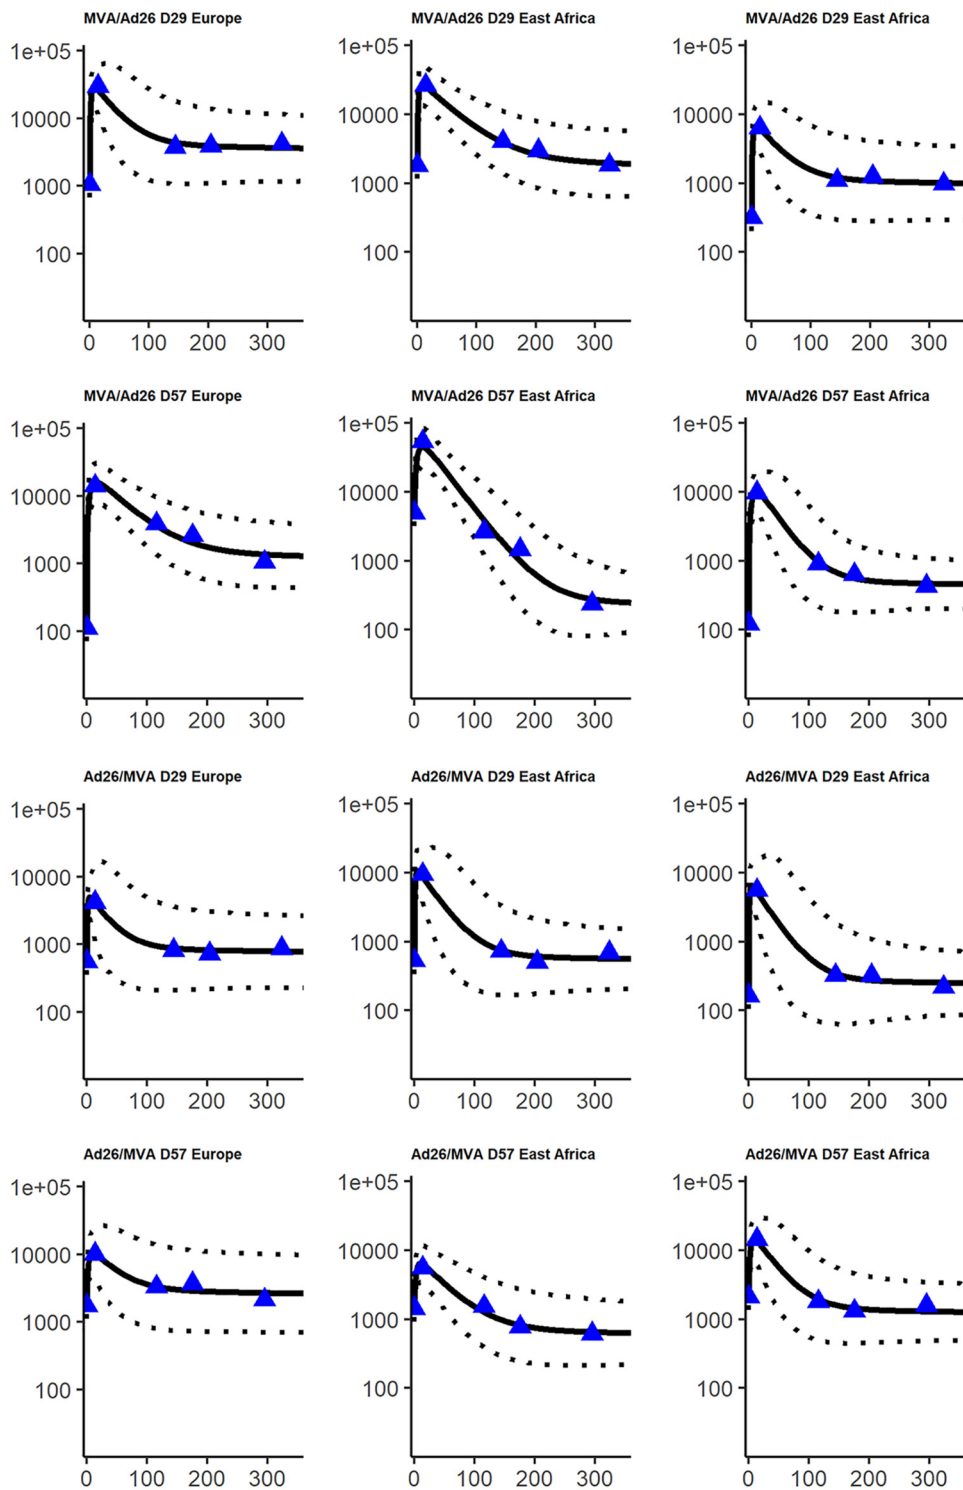 MVA/Ad26 D29 Europe MVA/Ad26 D29 East Africa MVA/Ad26 D29 East Africa
1e+05 1e+05 1e+05
10000 10000 10000
1000 1000 1000
100 100 100
0 100 200 300 0 100 200 300 0 100 200 300
MVA/Ad26 D57 Europe MVA/Ad26 D57 East Africa MVA/Ad26 D57 East Africa
1e+05 1e+05 1e+05
10000 10000 10000
1000 1000 1000
100 100 100
0 100 200 300 0 100 200 300 0 100 200 300
Ad26/MVA D29 Europe Ad26/MVA D29 East Africa Ad26/MVA D29 East Africa
1e+05 1e+05 1e+05
10000 10000 10000
1000 1000 1000
100 100 100
0 100 200 300 0 100 200 300 0 100 200 300
Ad26/MVA D57 Europe Ad26/MVA D57 East Africa Ad26/MVA D57 East Africa
1e+05 1e+05 1e+05
10000 10000 10000
1000 1000 1000
100 100 100
0 100 200 300 0 100 200 300 0 100 200 300